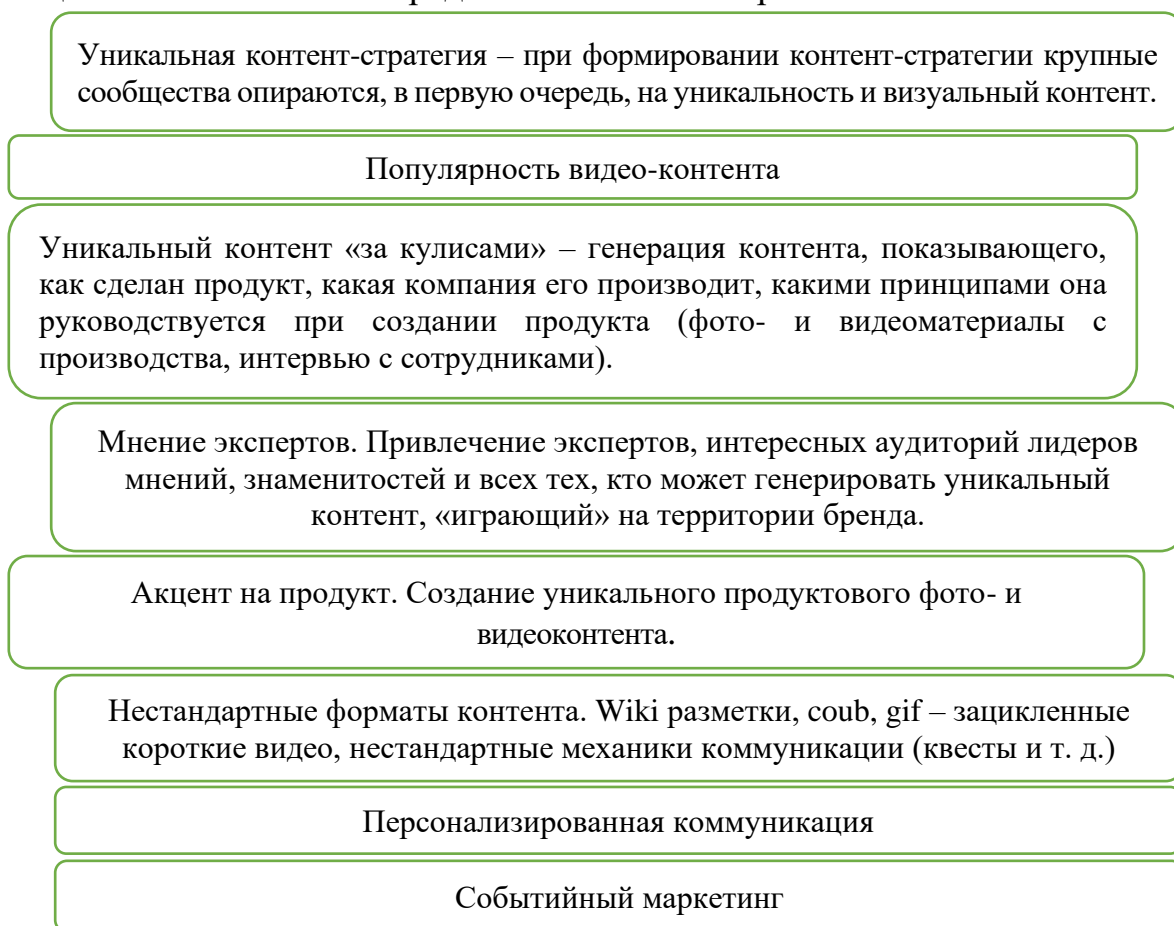 Уникальная контент-стратегия – при формировании контент-стратегии крупные
сообщества опираются, в первую очередь, на уникальность и визуальный контент.
Популярность видео-контента
Уникальный контент «за кулисами» – генерация контента, показывающего,
как сделан продукт, какая компания его производит, какими принципами она
руководствуется при создании продукта (фото- и видеоматериалы с
производства, интервью с сотрудниками).
Мнение экспертов. Привлечение экспертов, интересных аудиторий лидеров
мнений, знаменитостей и всех тех, кто может генерировать уникальный
контент, «играющий» на территории бренда.
Акцент на продукт. Создание уникального продуктового фото- и
видеоконтента.
Нестандартные форматы контента. Wiki разметки, coub, gif – зацикленные
короткие видео, нестандартные механики коммуникации (квесты и т. д.)
Персонализированная коммуникация
Событийный маркетинг